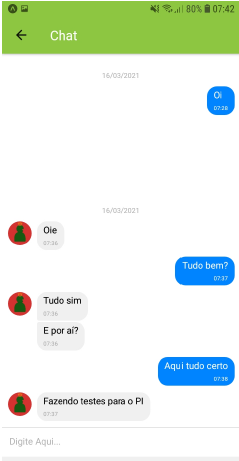 80% 07:42
Chat
16/03/2021
Oi
07:28
16/03/2021
Oie
07:36
Tudo bem?
07:37
Tudo sim
07:36
E por aí?
07:36
Aqui tudo certo
07:38
Fazendo testes para o PI
07:37
Digite Aqui...